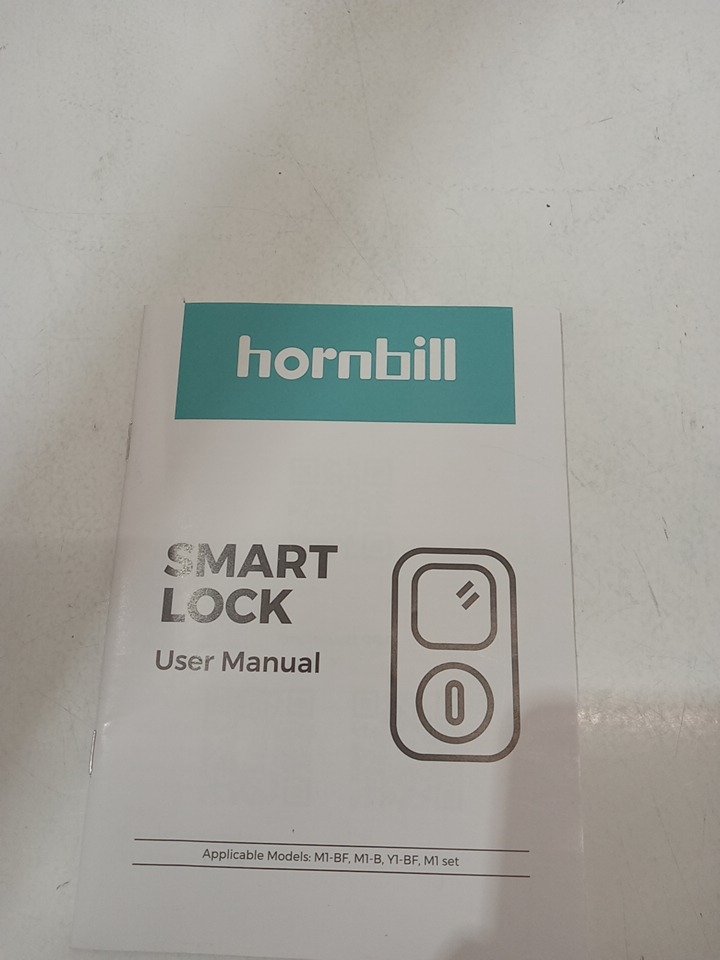 hornbill
SMART
LOCK
User Manual
Applicable Models: M1-BF, M1-B, Y1-BF, M1 set